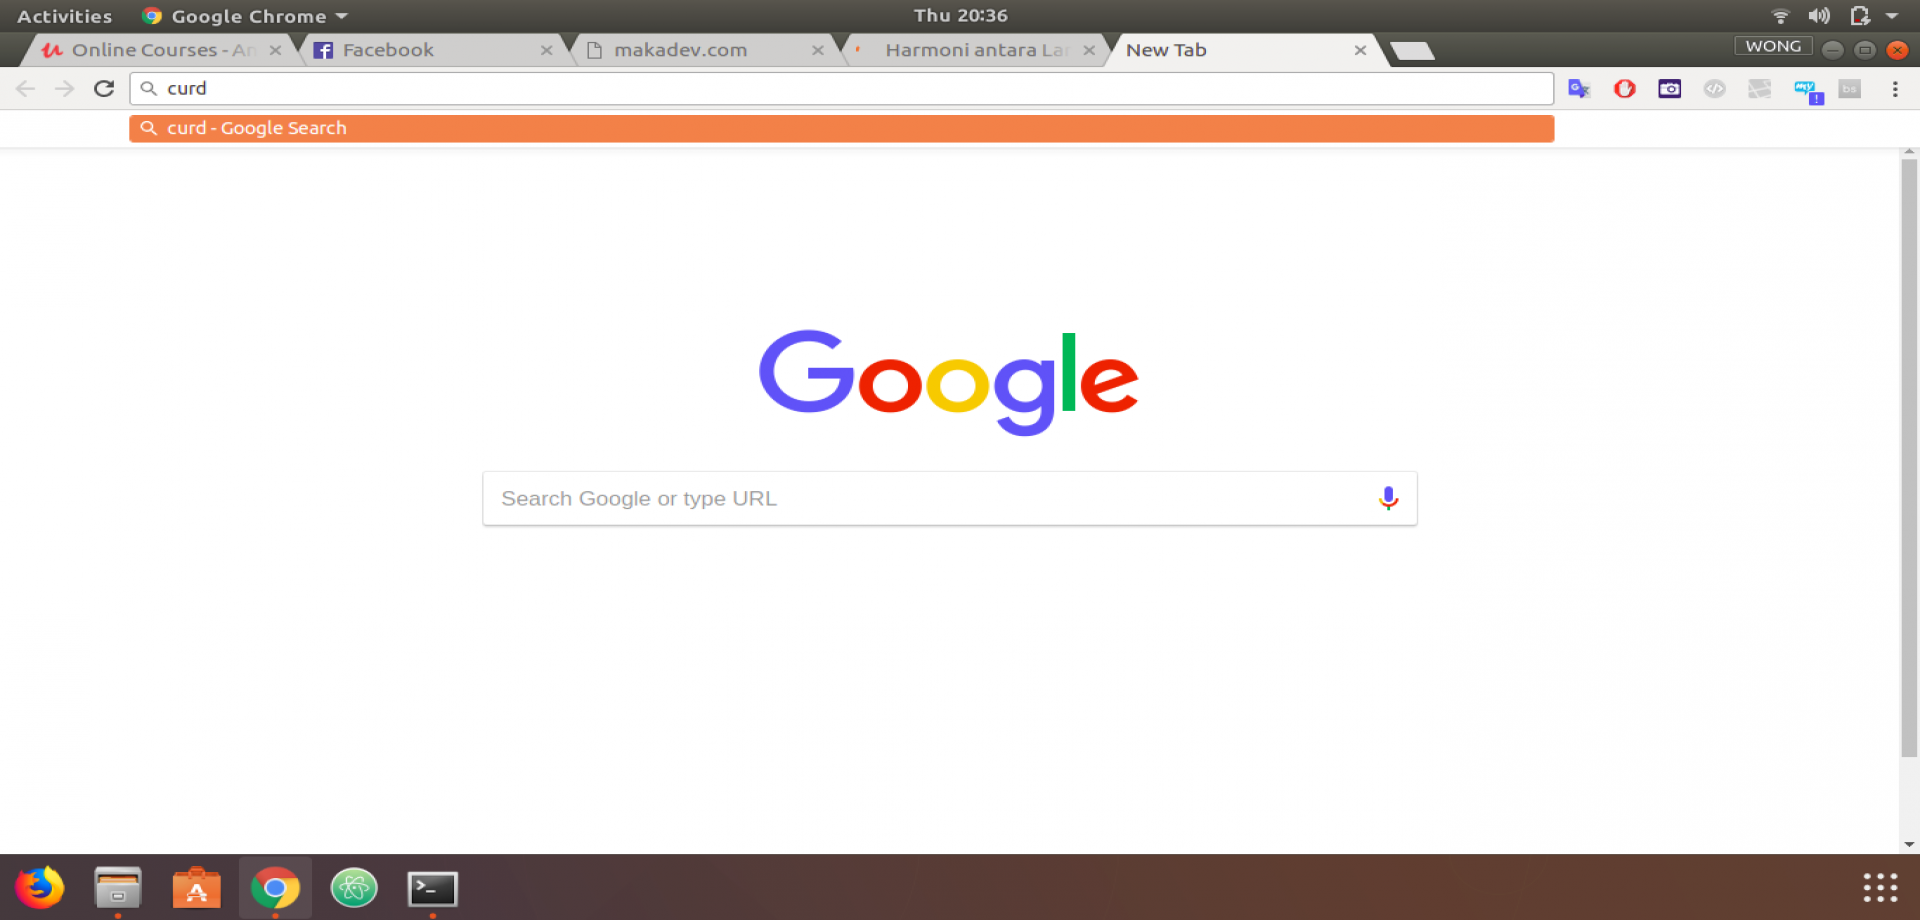 Activities Google Chrome Thu 20:36
Online Courses - An Facebook makadev.com Harmoni antara La New Tab WONG
curd
curd - Google Search
Google
Search Google or type URL